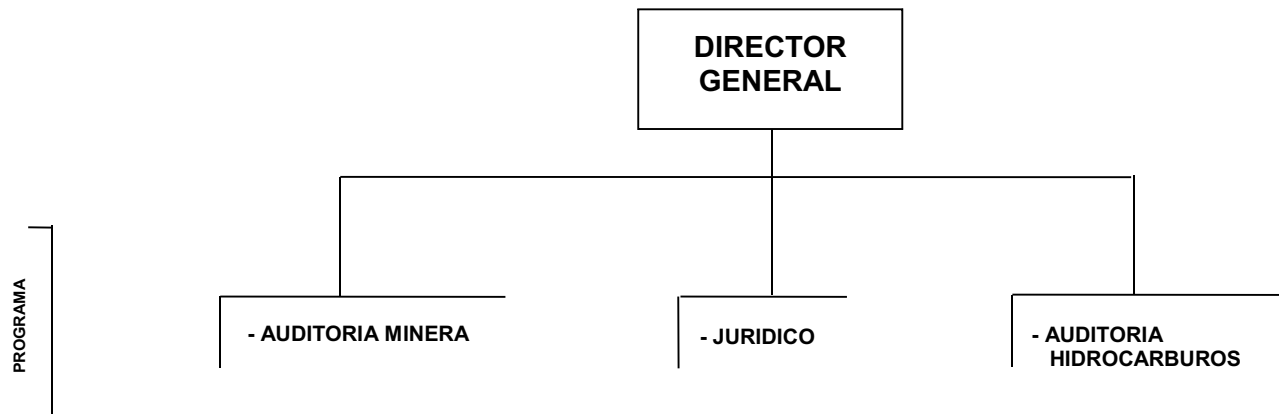 DIRECTOR
GENERAL
PROGRAMA
- AUDITORIA MINERA
- JURIDICO
- AUDITORIA
HIDROCARBUROS